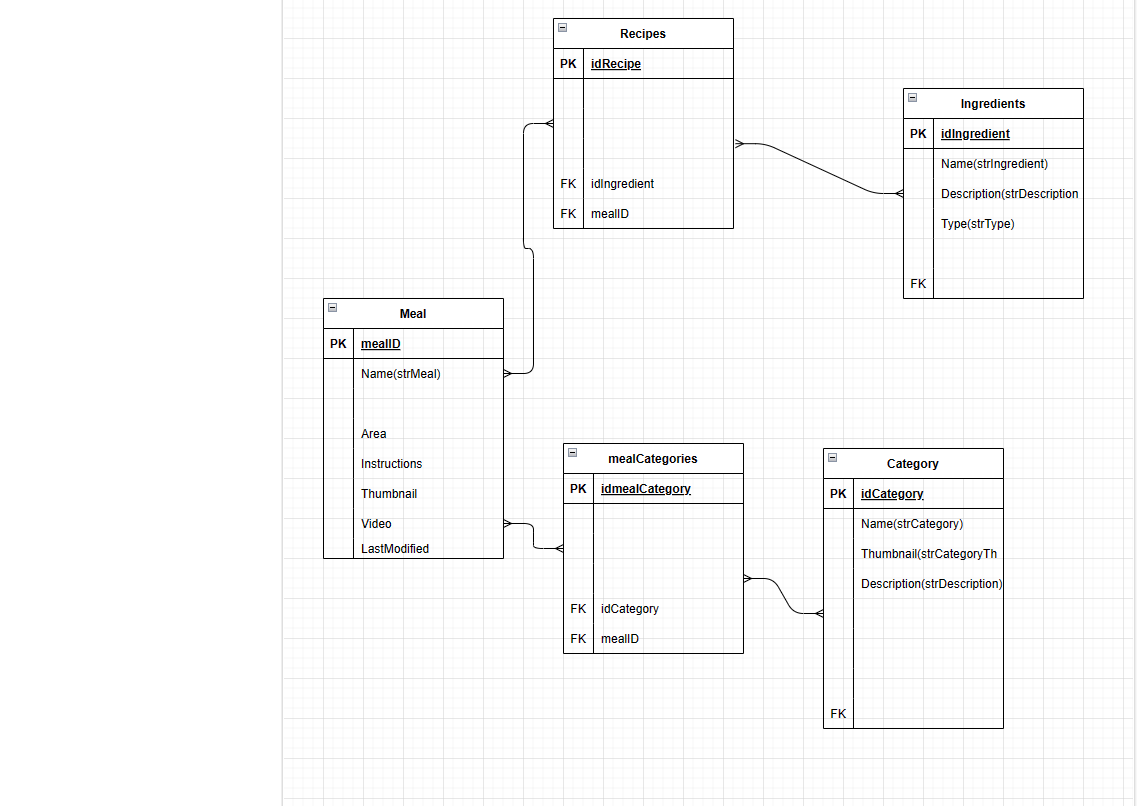 Recipes
PK idRecipe
FK idIngredient
FK mealID
Ingredients
PK idIngredient
Name(strIngredient)
Description(strDescription
Type(strType)
FK
Meal
PK mealID
Name(strMeal)
Area
Instructions
Thumbnail
Video
LastModified
mealCategories
PK idmealCategory
FK idCategory
FK mealID
Category
PK idCategory
Name(strCategory)
Thumbnail(strCategoryTh
Description(strDescription)
FK